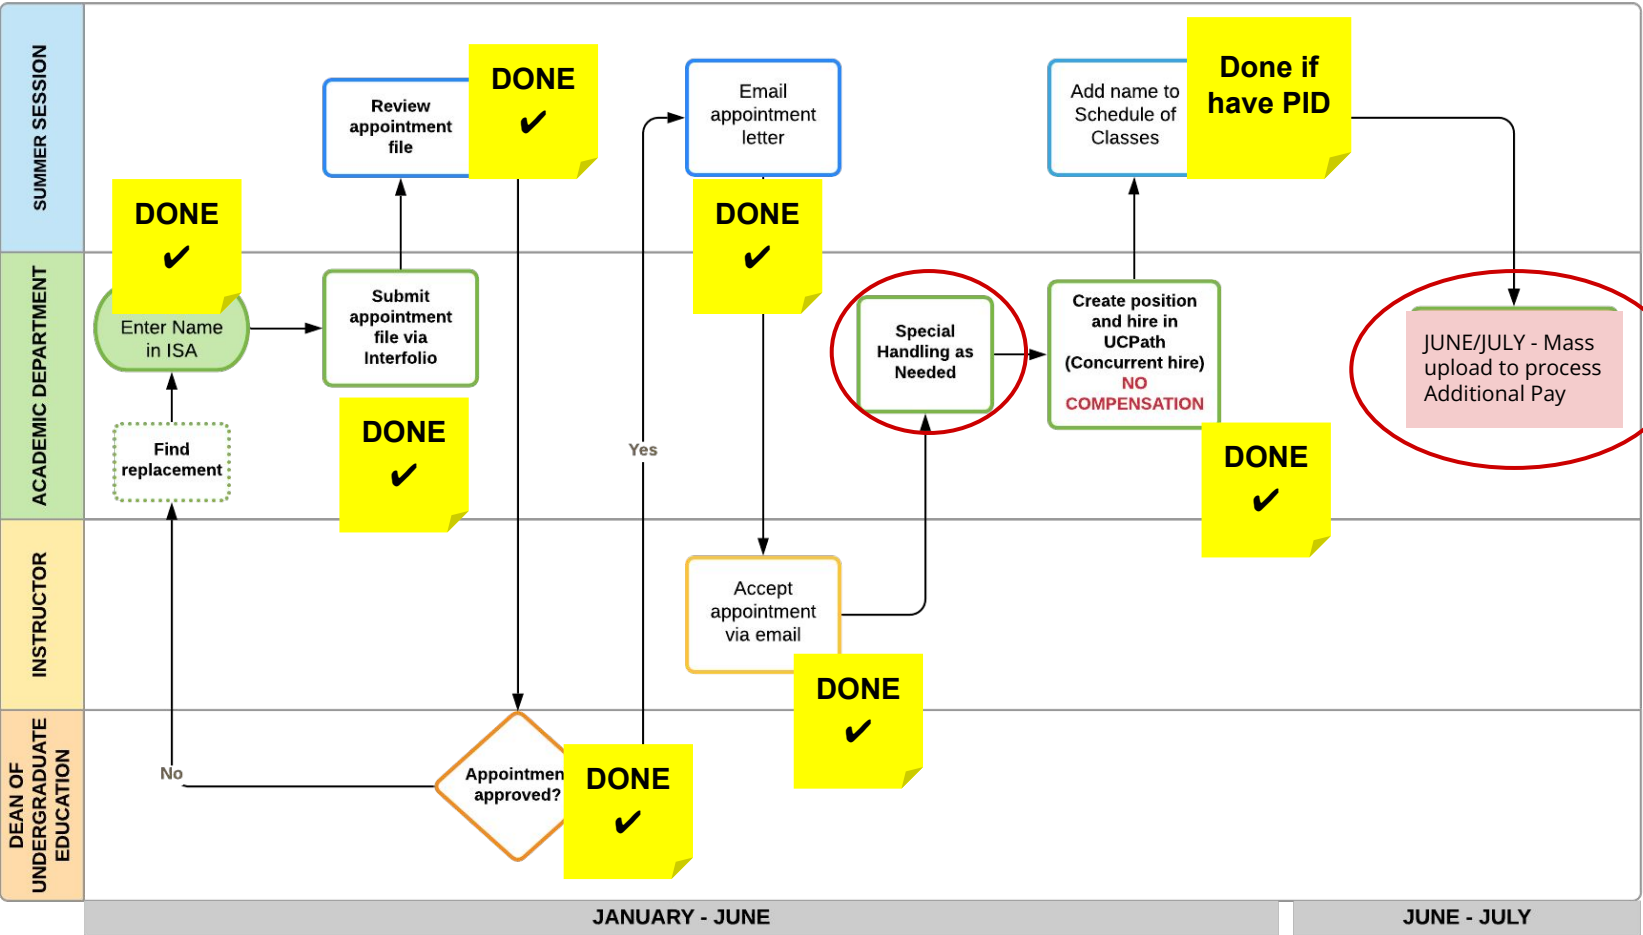 SUMMER SESSION
Review
appointment
file
DONE
✔
Email
appointment
letter
Add name to
Schedule of
Classes
Done if
have PID
DONE
✔
DONE
✔
ACADEMIC DEPARTMENT
Enter Name
in ISA
Submit
appointment
file via
Interfolio
Special
Handling as
Needed
Create position
and hire in
UCPath
(Concurrent hire)
NO
COMPENSATION
JUNE/JULY - Mass
upload to process
Additional Pay
Find
replacement
DONE
✔
Yes
DONE
✔
INSTRUCTOR
Accept
appointment
via email
DONE
✔
DEAN OF
UNDERGRADUATE
EDUCATION
No
Appointmen
approved?
DONE
✔
JANUARY - JUNE
JUNE - JULY